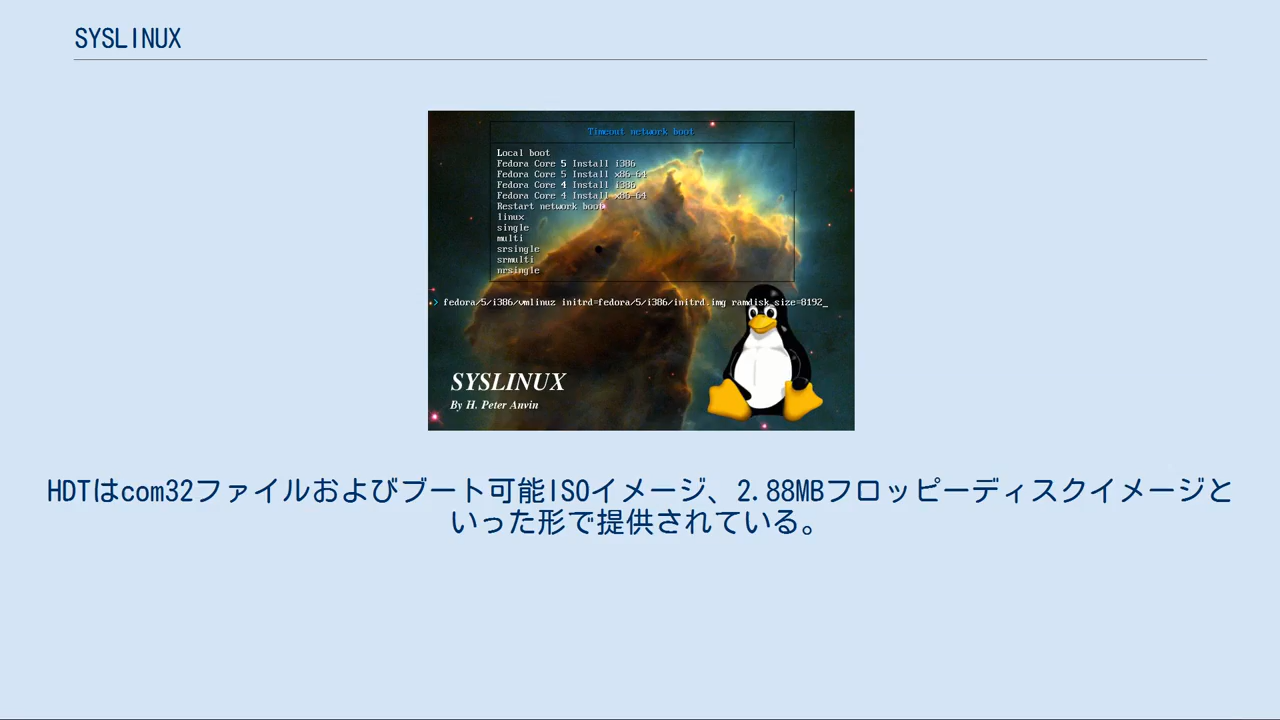 SYSLINUX
Timeout network boot
Local boot
Fedora Core 5 Install i386
Fedora Core 5 Install x86-64
Fedora Core 4 Install i386
Fedora Core 4 Install x86-64
Restart network boot
linux
single
multi
srsingle
srmulti
nrsingle
> fedora/5/i386/vmlinuz initrd=fedora/5/i386/initrd.img ramdisk_size=8192_
SYSLINUX
By H. Peter Anvin
HDTはcom32ファイルおよびブート可能ISOイメージ、2.88MBフロッピーディスクイメージと
いった形で提供されている。